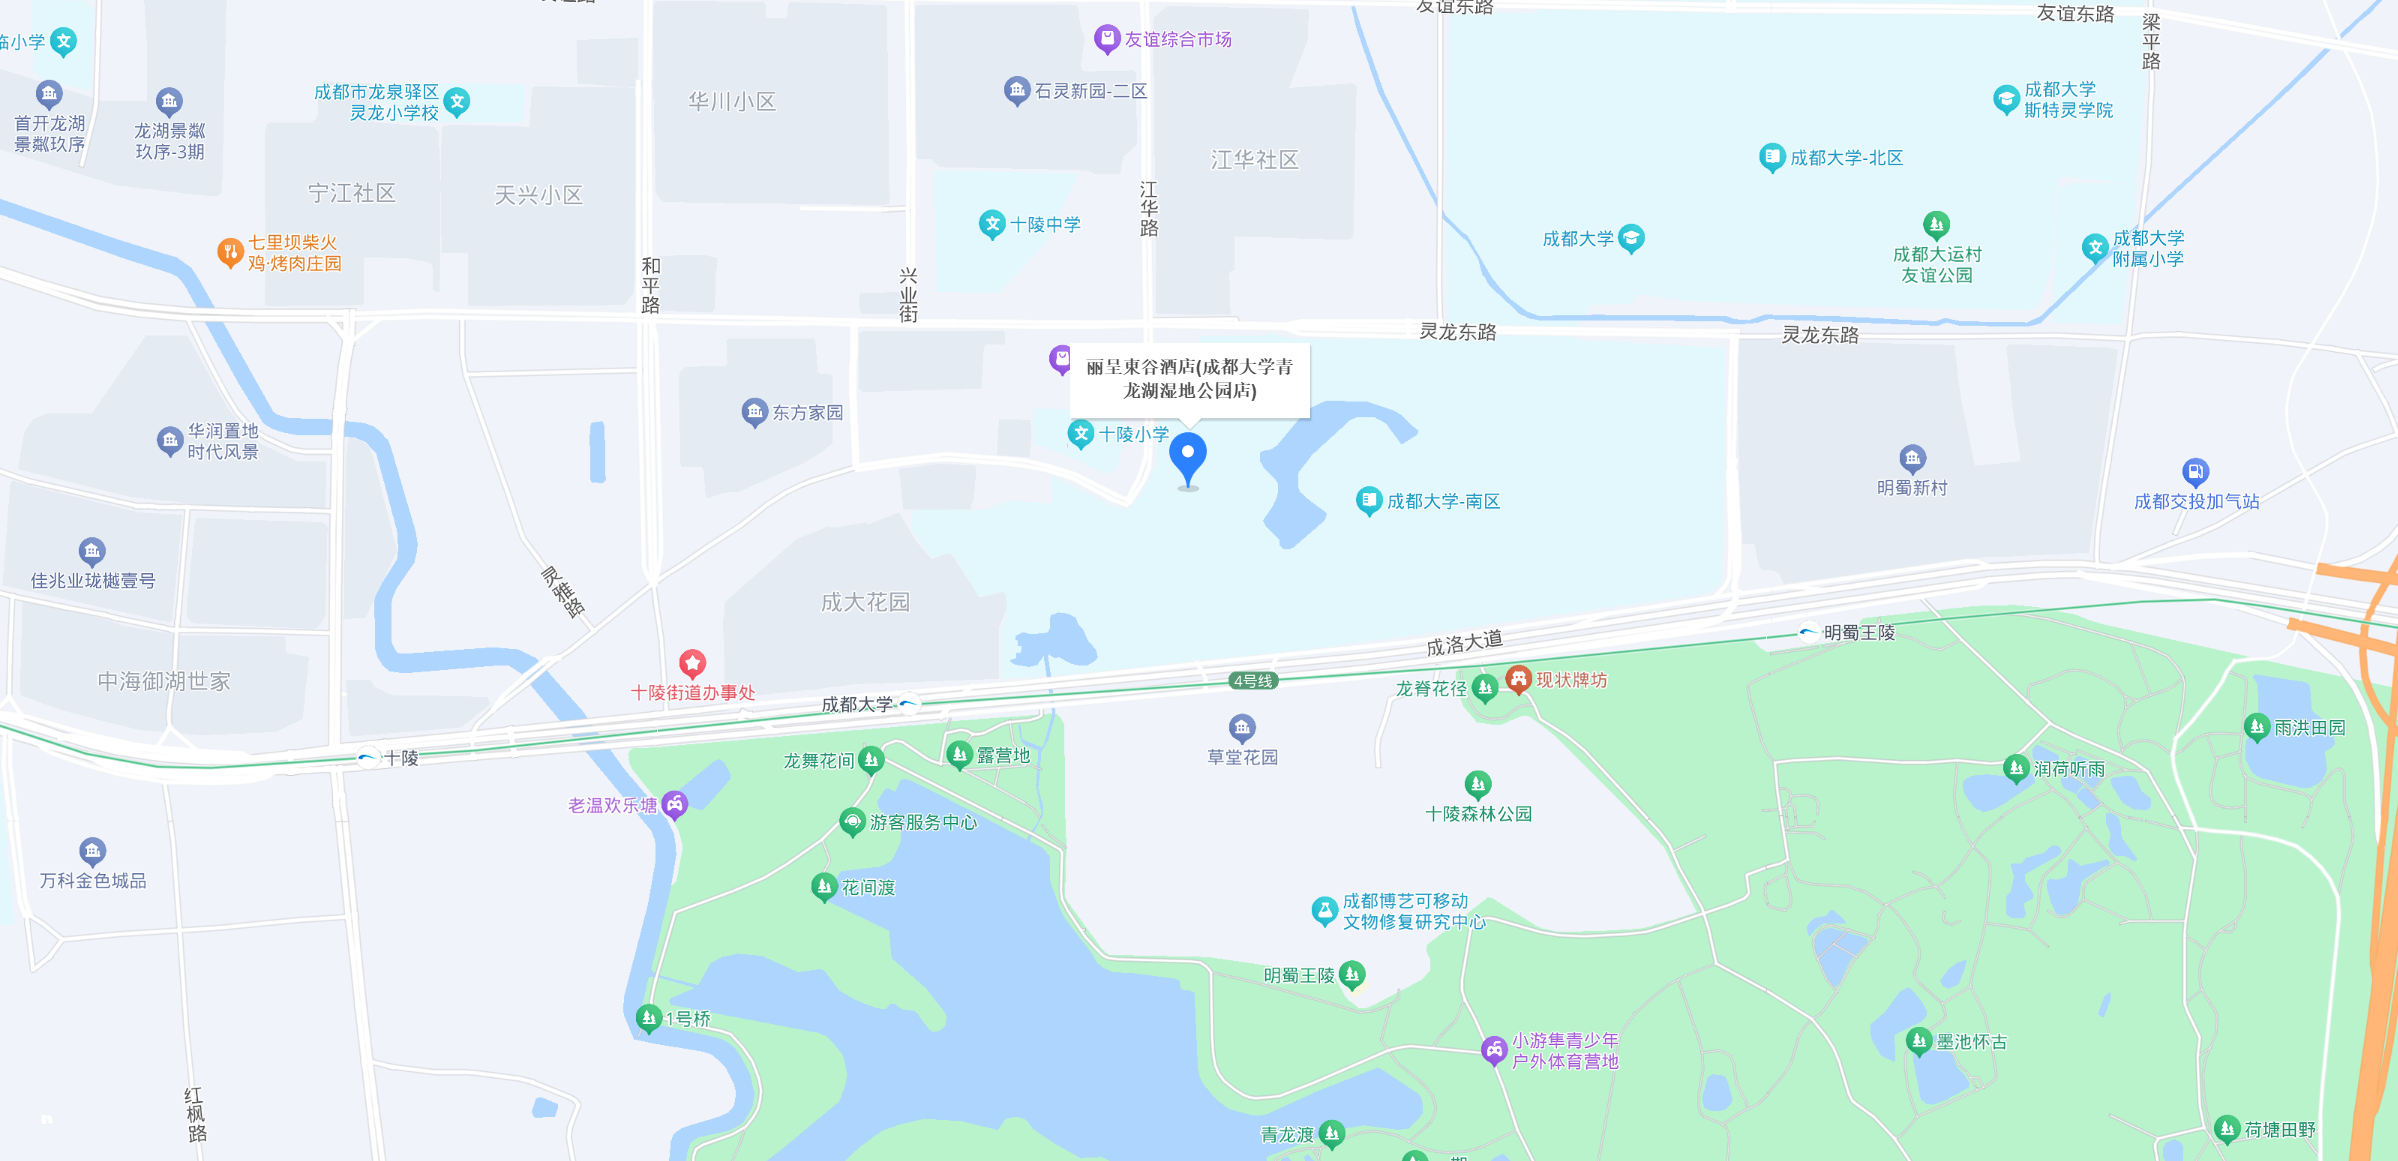 友谊东路
友谊东路
梁平路
临小学
友谊综合市场
成都市龙泉驿区
灵龙小学校
华川小区
石灵新园-二区
成都大学
斯特灵学院
首开龙湖
景粼玖序
龙湖景粼
玖序-3期
江华社区
成都大学-北区
宁江社区
天兴小区
江华路
十陵中学
成都大学
成都大运村
友谊公园
成都大学
附属小学
七里坝柴火
鸡·烤肉庄园
和平路
兴业街
灵龙东路
灵龙东路
丽呈東谷酒店(成都大学青
龙湖湿地公园店)
东方家园
十陵小学
华润置地
时代风景
成都大学-南区
明蜀新村
成都交投加气站
佳兆业珑樾壹号
灵雅路
成大花园
成洛大道
明蜀王陵
中海御湖世家
十陵街道办事处
4号线
龙脊花径
现状牌坊
成都大学
雨洪田园
十陵
龙舞花间
露营地
草堂花园
润荷听雨
老温欢乐塘
游客服务中心
十陵森林公园
万科金色城品
花间渡
成都博艺可移动
文物修复研究中心
明蜀王陵
1号桥
小游隼青少年
户外体育营地
墨池怀古
红枫路
青龙渡
荷塘田野